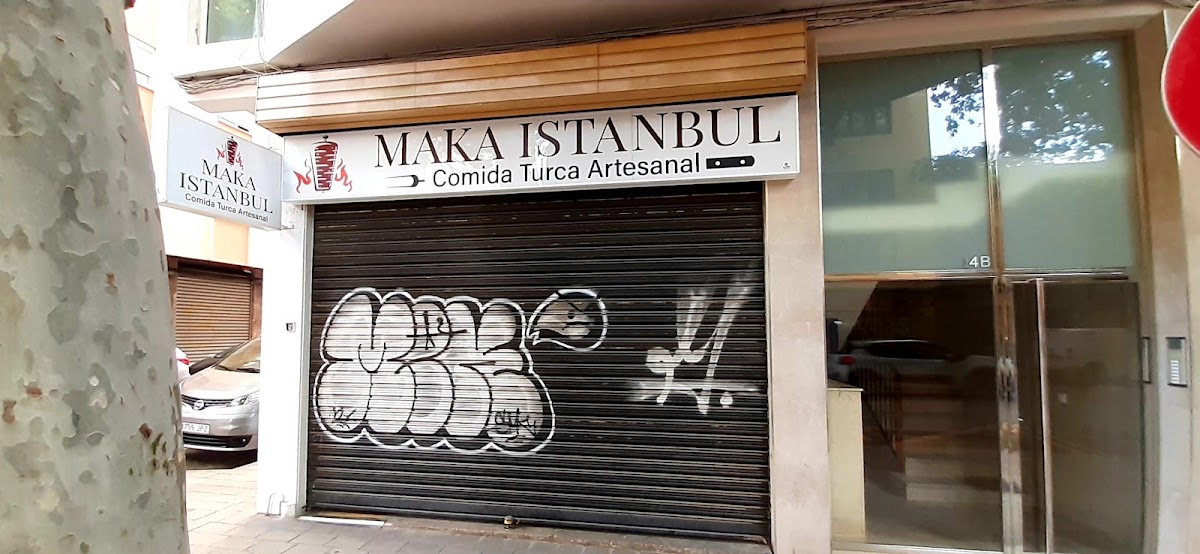 MAKA ISTANBUL
Comida Turca Artesanal
MAKA
ISTANBUL
Comida Turca Artesanal
4B